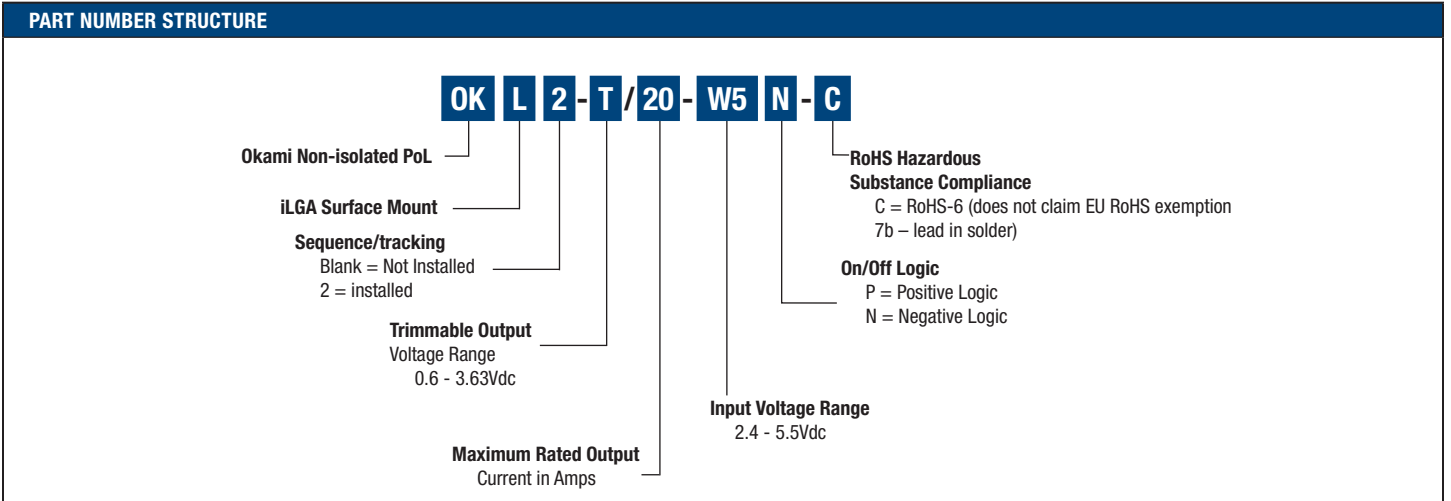 PART NUMBER STRUCTURE
OK L 2 - T / 20 - W5 N - C
Okami Non-isolated PoL
iLGA Surface Mount
Sequence/tracking
Blank = Not Installed
2 = installed
Trimmable Output
Voltage Range
0.6 - 3.63Vdc
Maximum Rated Output
Current in Amps
Input Voltage Range
2.4 - 5.5Vdc
On/Off Logic
P = Positive Logic
N = Negative Logic
RoHS Hazardous
Substance Compliance
C = RoHS-6 (does not claim EU RoHS exemption
7b – lead in solder)